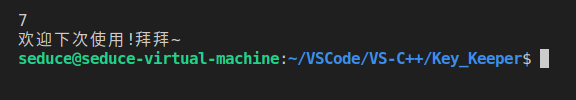 7
欢迎下次使用!拜拜~
seduce@seduce-virtual-machine:~/VSCode/VS-C++/Key_Keeper$